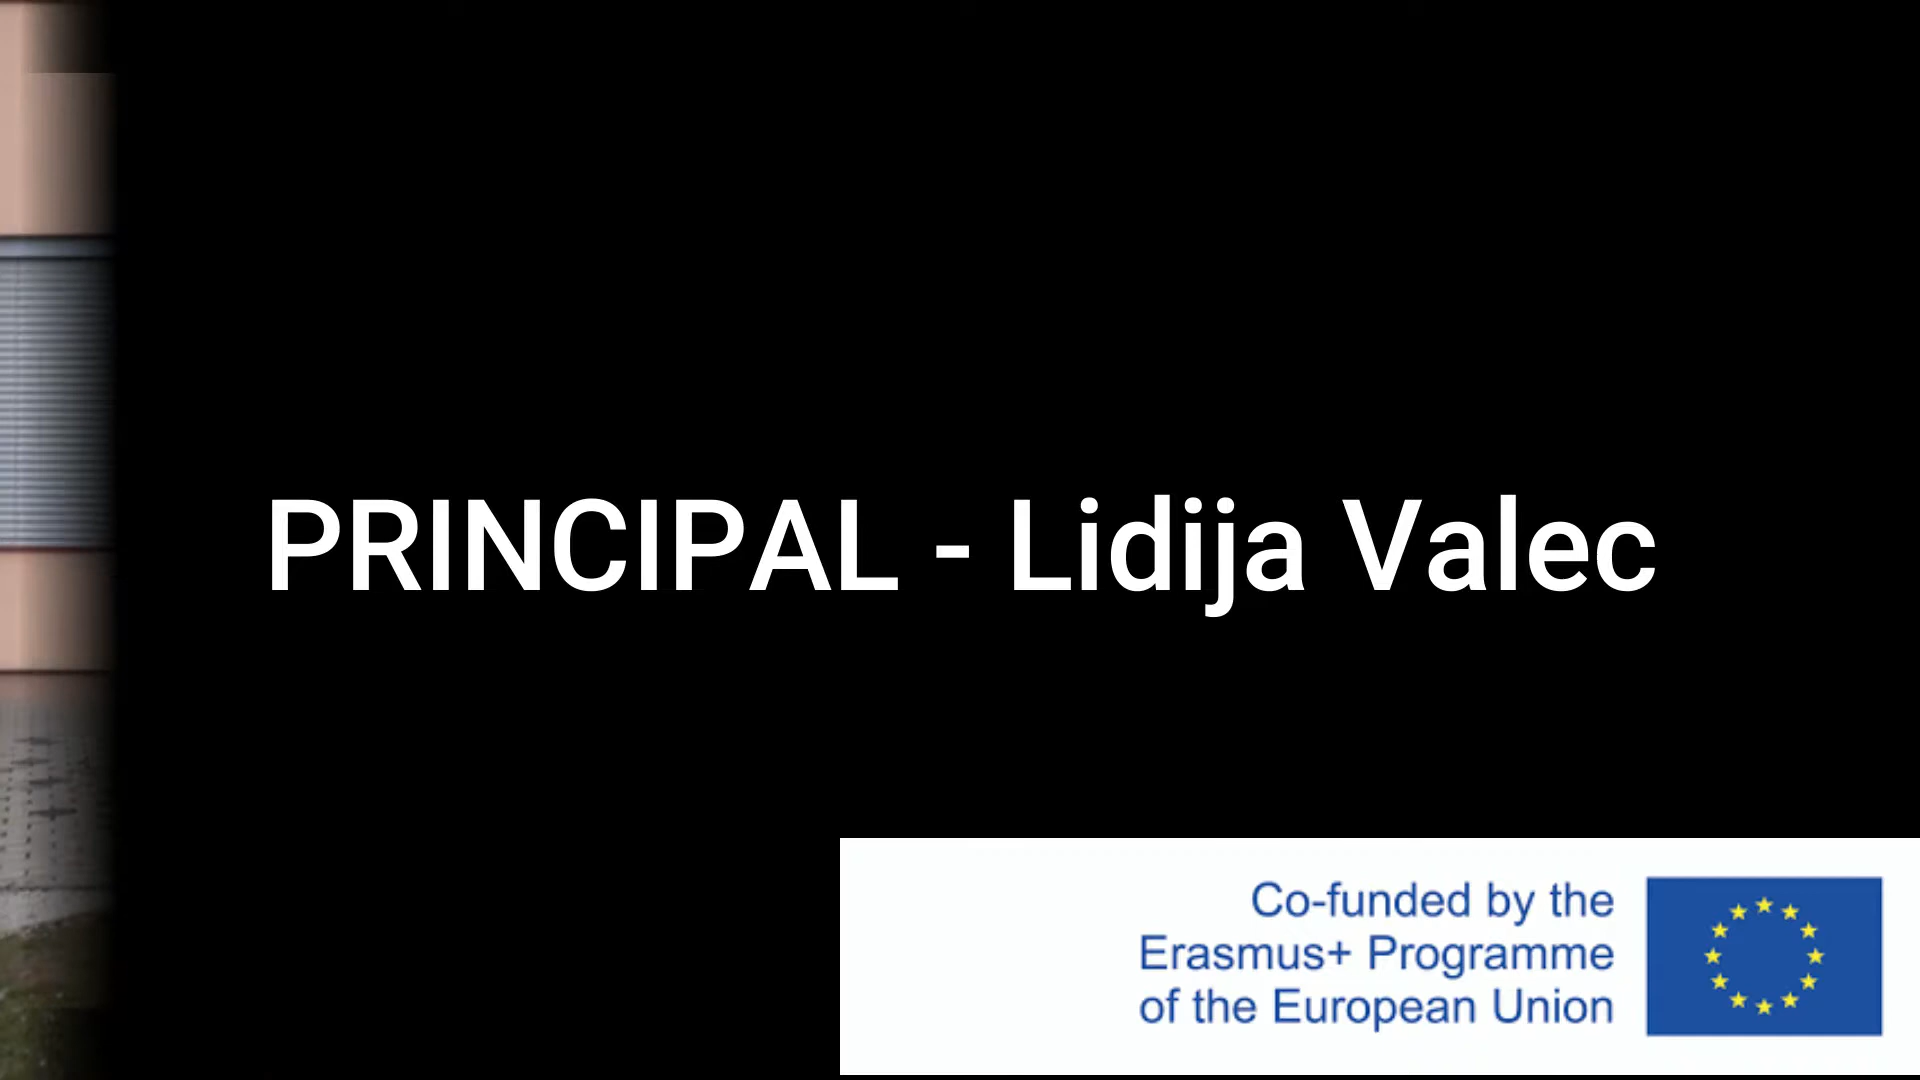 PRINCIPAL - Lidija Valec
Co-funded by the
Erasmus+ Programme
of the European Union